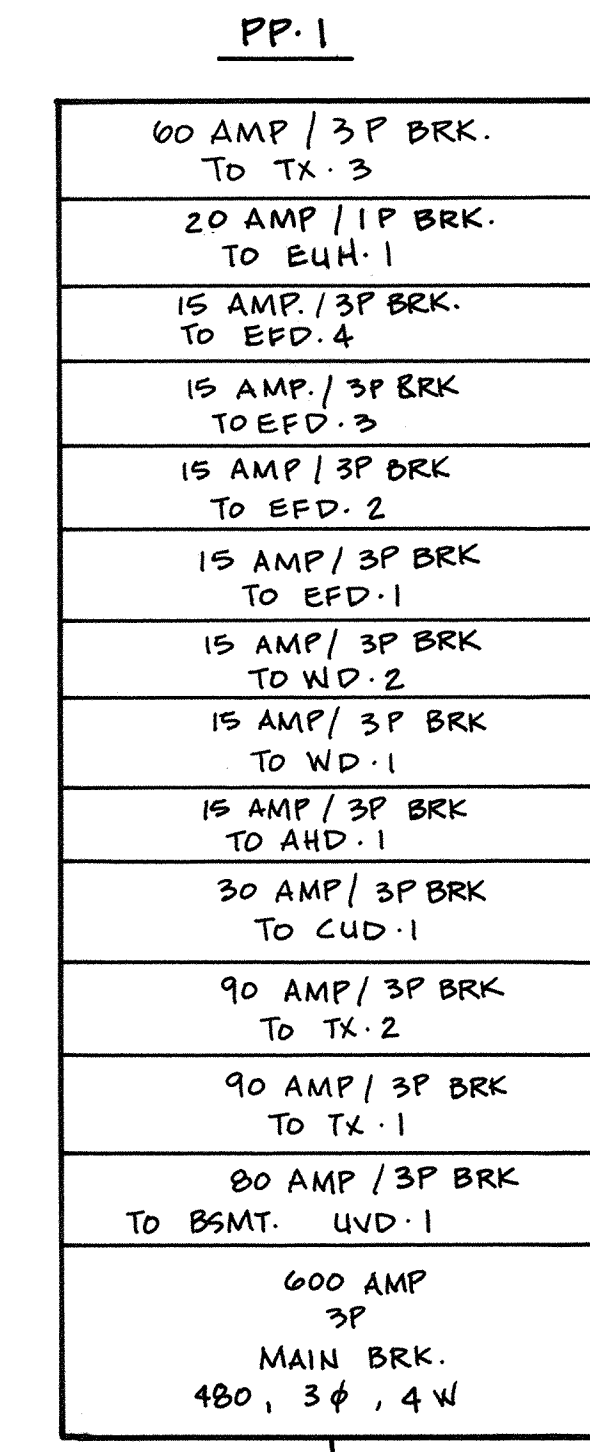 PP.1
60 AMP / 3P BRK.
TO TX.3
20 AMP / 1P BRK.
TO EUH.1
15 AMP. / 3P BRK.
TO EFD.4
15 AMP. / 3P BRK
TO EFD.3
15 AMP / 3P BRK
TO EFD.2
15 AMP / 3P BRK
TO EFD.1
15 AMP / 3P BRK
TO WD.2
15 AMP / 3P BRK
TO WD.1
15 AMP / 3P BRK
TO AHD.1
30 AMP / 3P BRK
TO CUD.1
90 AMP / 3P BRK
TO TX.2
90 AMP / 3P BRK
TO TX.1
80 AMP / 3P BRK
TO BSMT. UVD.1
600 AMP
3P
MAIN BRK.
480, 3ϕ, 4W